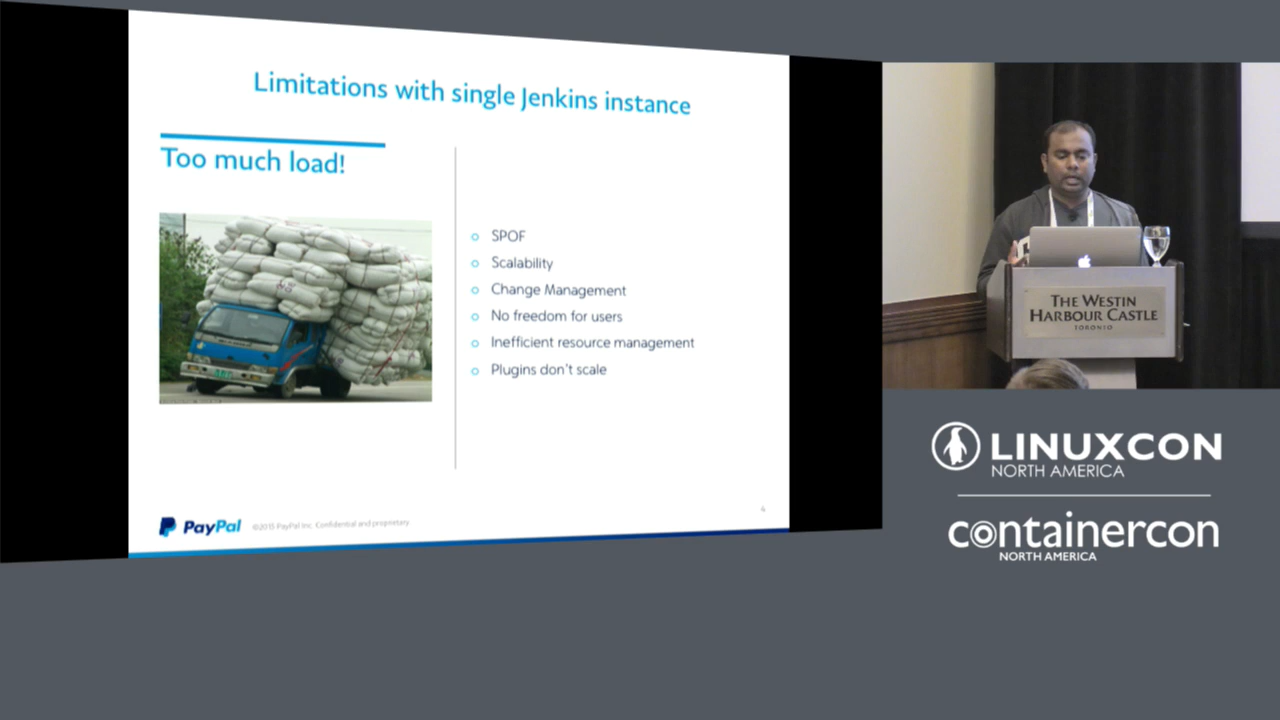 Limitations with single Jenkins instance
Too much load!
SPOF
Scalability
Change Management
No freedom for users
Inefficient resource management
Plugins don't scale
PayPal
©2015 PayPal Inc. Confidential and proprietary
4
THE WESTIN
HARBOUR CASTLE
TORONTO
LINUXCON
NORTH AMERICA
containercon
NORTH AMERICA